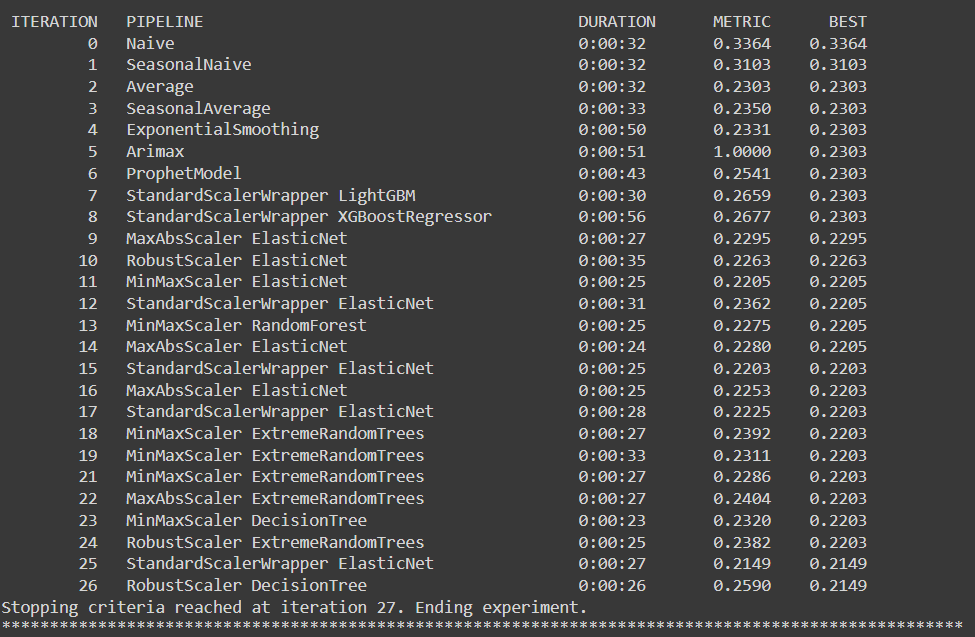 ITERATION PIPELINE DURATION METRIC BEST
0 Naive 0:00:32 0.3364 0.3364
1 SeasonalNaive 0:00:32 0.3103 0.3103
2 Average 0:00:32 0.2303 0.2303
3 SeasonalAverage 0:00:33 0.2350 0.2303
4 ExponentialSmoothing 0:00:50 0.2331 0.2303
5 Arimax 0:00:51 1.0000 0.2303
6 ProphetModel 0:00:43 0.2541 0.2303
7 StandardScalerWrapper LightGBM 0:00:30 0.2659 0.2303
8 StandardScalerWrapper XGBoostRegressor 0:00:56 0.2677 0.2303
9 MaxAbsScaler ElasticNet 0:00:27 0.2295 0.2295
10 RobustScaler ElasticNet 0:00:35 0.2263 0.2263
11 MinMaxScaler ElasticNet 0:00:25 0.2205 0.2205
12 StandardScalerWrapper ElasticNet 0:00:31 0.2362 0.2205
13 MinMaxScaler RandomForest 0:00:25 0.2275 0.2205
14 MaxAbsScaler ElasticNet 0:00:24 0.2280 0.2205
15 StandardScalerWrapper ElasticNet 0:00:25 0.2203 0.2203
16 MaxAbsScaler ElasticNet 0:00:25 0.2253 0.2203
17 StandardScalerWrapper ElasticNet 0:00:28 0.2225 0.2203
18 MinMaxScaler ExtremeRandomTrees 0:00:27 0.2392 0.2203
19 MinMaxScaler ExtremeRandomTrees 0:00:33 0.2311 0.2203
21 MinMaxScaler ExtremeRandomTrees 0:00:27 0.2286 0.2203
22 MaxAbsScaler ExtremeRandomTrees 0:00:27 0.2404 0.2203
23 MinMaxScaler DecisionTree 0:00:23 0.2320 0.2203
24 RobustScaler ExtremeRandomTrees 0:00:25 0.2382 0.2203
25 StandardScalerWrapper ElasticNet 0:00:27 0.2149 0.2149
26 RobustScaler DecisionTree 0:00:26 0.2590 0.2149
Stopping criteria reached at iteration 27. Ending experiment.
****************************************************************************************************